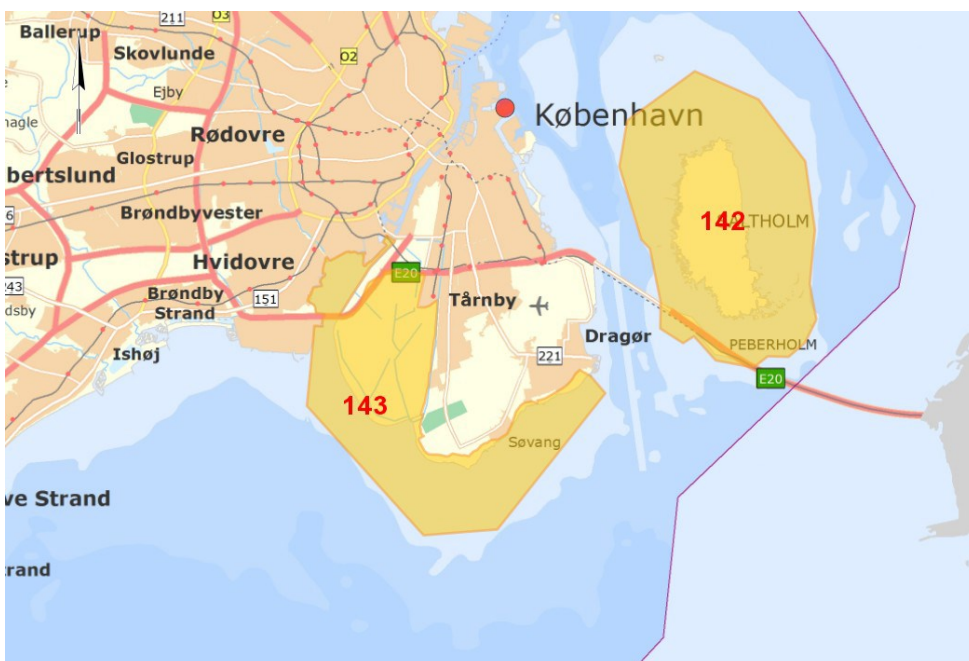 211
O3
Ballerup
Skovlunde
O2
Ejby
København
nagle
Rødovre
Glostrup
bertslund
Brøndbyvester
142
ALTHOLM
strup
Hvidovre
E20
243
Brøndby
Strand
151
Tårnby
dsby
Ishøj
Dragør
221
PEBERHOLM
E20
143
Søvang
ve Strand
trand